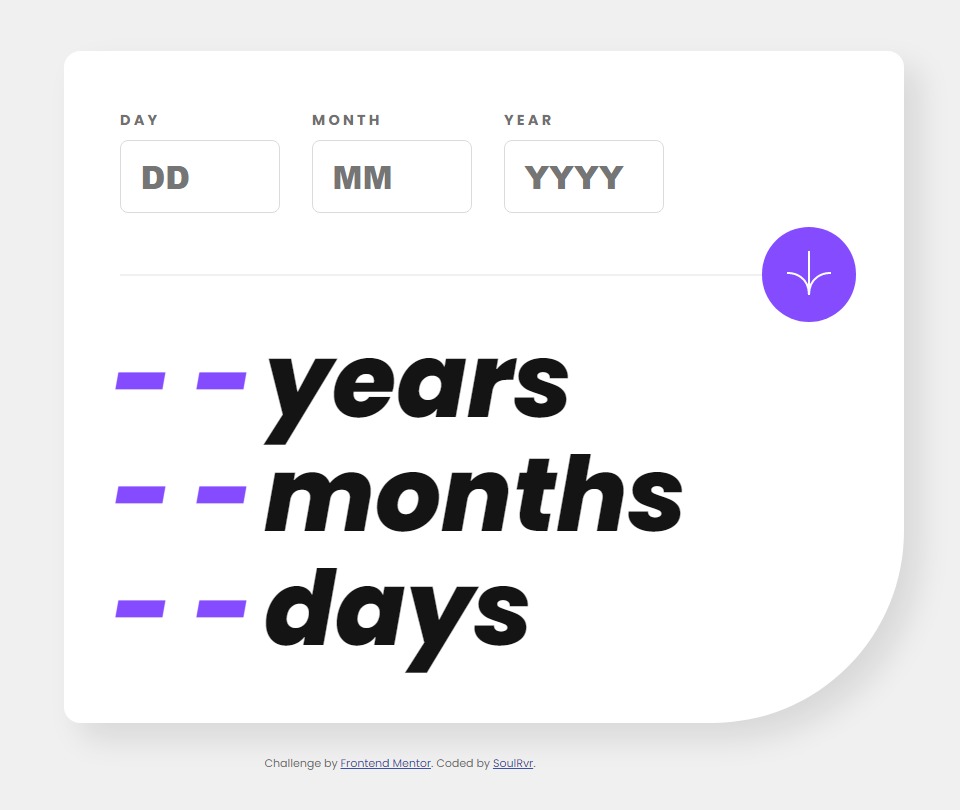 DAY MONTH YEAR
DD MM YYYY
- - years
- - months
- - days
Challenge by Frontend Mentor. Coded by SoulRvr.